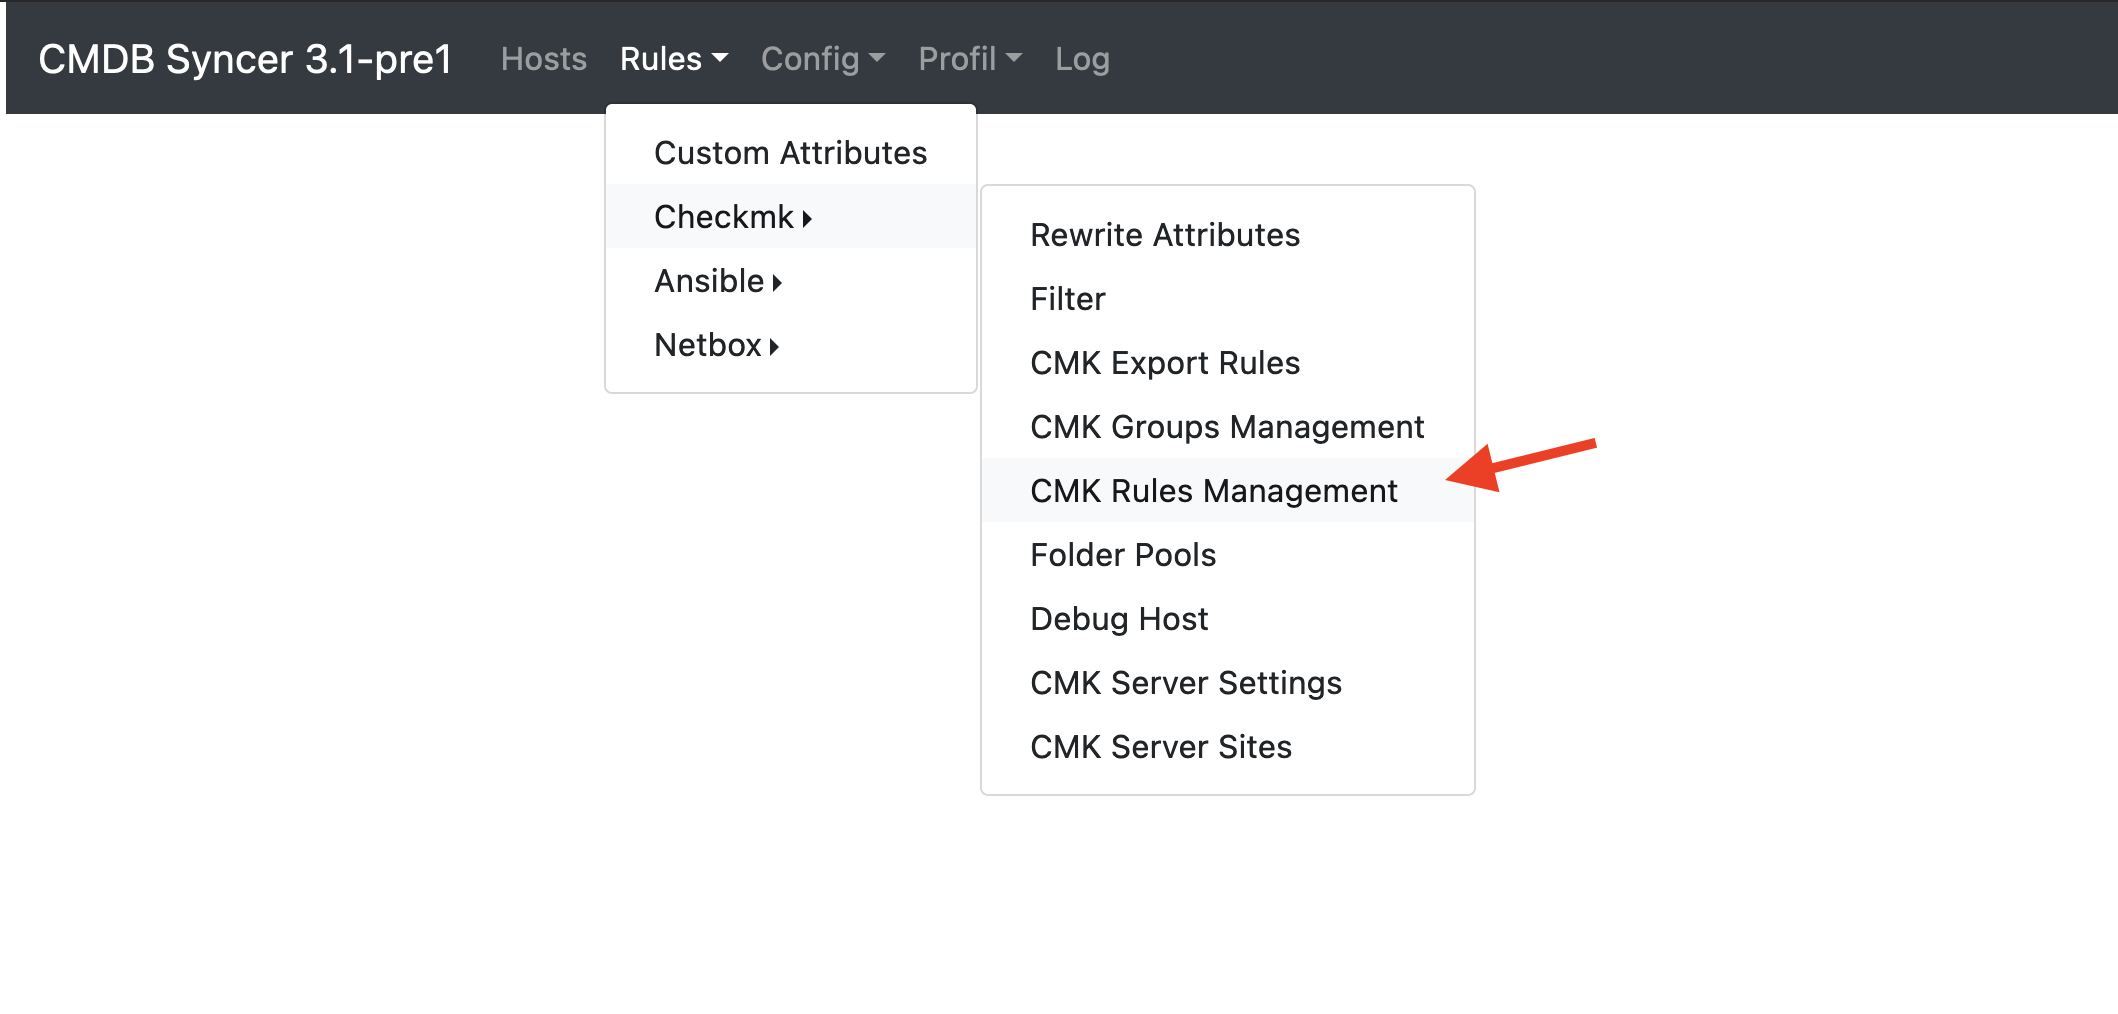 CMDB Syncer 3.1-pre1 Hosts Rules Config Profil Log
Custom Attributes
Checkmk
Ansible
Netbox
Rewrite Attributes
Filter
CMK Export Rules
CMK Groups Management
CMK Rules Management
Folder Pools
Debug Host
CMK Server Settings
CMK Server Sites